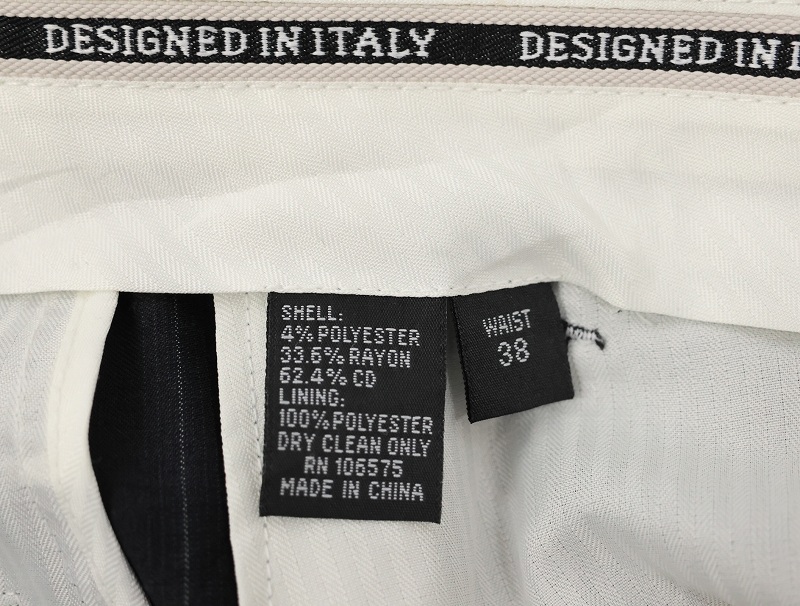 DESIGNED IN ITALY DESIGNED IN
SHELL:
4% POLYESTER
33.6% RAYON
62.4% CD
LINING:
100% POLYESTER
DRY CLEAN ONLY
RN 106575
MADE IN CHINA
WAIST
38